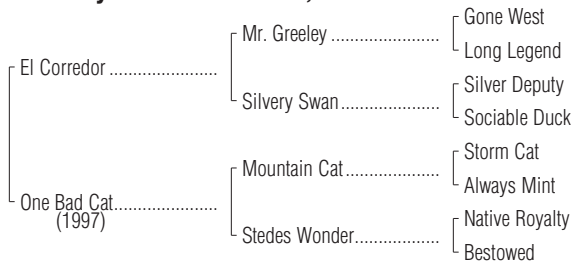 El Corredor ......................
Mr. Greeley ......................
Gone West
Long Legend
Silvery Swan ....................
Silver Deputy
Sociable Duck
One Bad Cat.....................
(1997)
Mountain Cat ...................
Storm Cat
Always Mint
Stedes Wonder.................
Native Royalty
Bestowed